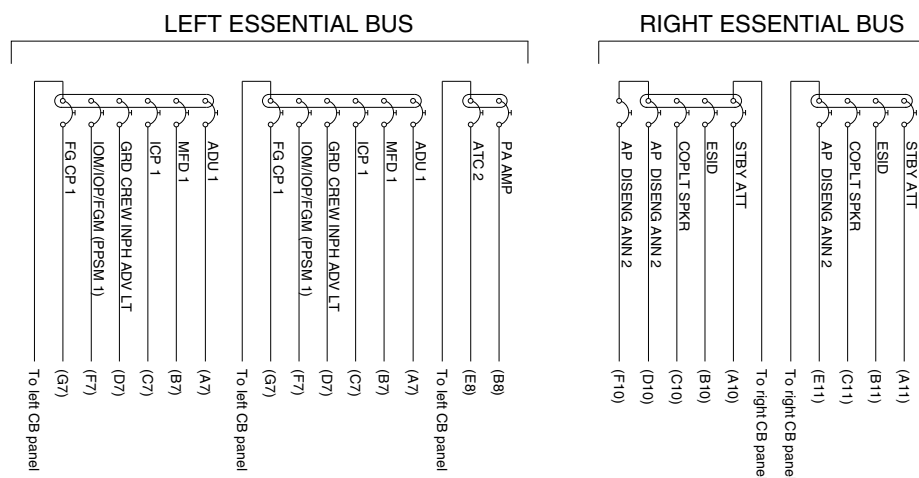 LEFT ESSENTIAL BUS
RIGHT ESSENTIAL BUS
FG CP 1
IOM/IOP/FGM (PPSM 1)
GRD CREW INPH ADV LT
ICP 1
MFD 1
ADU 1
FG CP 1
IOM/IOP/FGM (PPSM 1)
GRD CREW INPH ADV LT
ICP 1
MFD 1
ADU 1
ATC 2
PA AMP
AP DISENG ANN 2
AP DISENG ANN 2
COPLT SPKR
ESID
STBY ATT
AP DISENG ANN 2
COPLT SPKR
ESID
STBY ATT
To left CB panel
(G7)
(F7)
(D7)
(C7)
(B7)
(A7)
To left CB panel
(G7)
(F7)
(D7)
(C7)
(B7)
(A7)
To left CB panel
(E8)
(B8)
(F10)
(D10)
(C10)
(B10)
(A10)
To right CB pane
To right CB pane
(E11)
(C11)
(B11)
(A11)